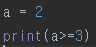 a = 2
print(a>=3)